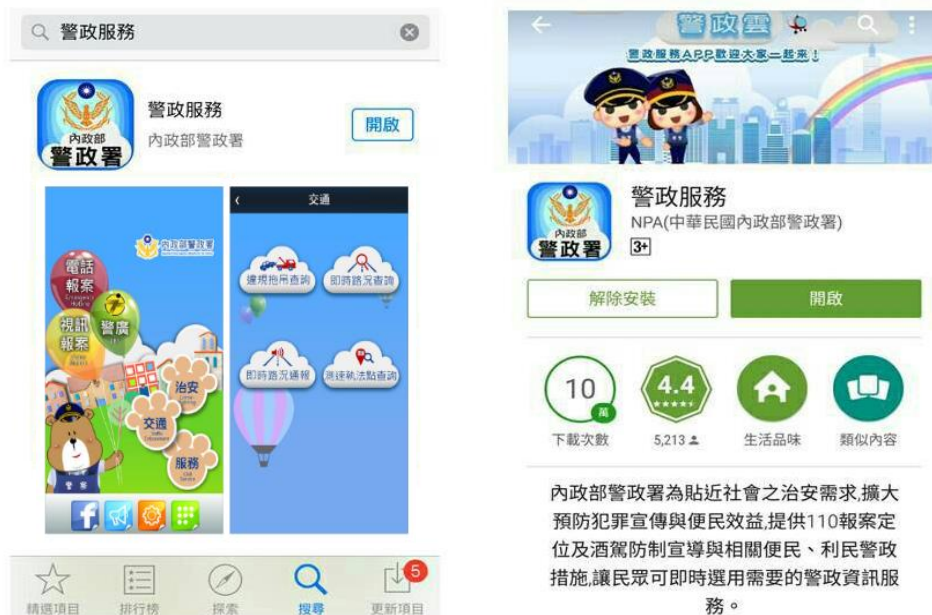 警政服務
警政服務
內政部警政署
開啟
內政部
警政署
內政部警政署
電話
報案
視訊
報案
警廣
治安
交通
服務
警察
交通
違規拖吊查詢
即時路況查詢
即時路況通報
測速執法點查詢
精選項目
排行榜
探索
搜尋
更新項目
5
警政雲
警政服務APP歡迎大家一起來!
內政部
警政署
警政服務
NPA(中華民國內政部警政署)
3+
解除安裝
開啟
10
萬
下載次數
4.4
5,213
生活品味
類似內容
內政部警政署為貼近社會之治安需求,擴大
預防犯罪宣傳與便民效益,提供110報案定
位及酒駕防制宣導與相關便民、利民警政
措施,讓民眾可即時選用需要的警政資訊服
務。